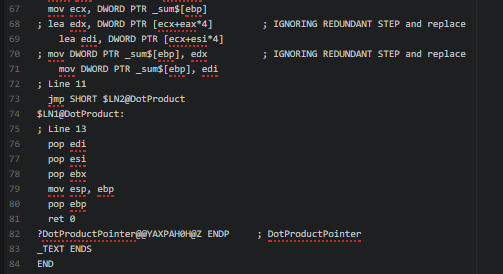 67 mov ecx, DWORD PTR _sum$[ebp]
68 ; lea edx, DWORD PTR [ecx+eax*4] ; IGNORING REDUNDANT STEP and replace
69 lea edi, DWORD PTR [ecx+esi*4]
70 ; mov DWORD PTR _sum$[ebp], edx ; IGNORING REDUNDANT STEP and replace
71 mov DWORD PTR _sum$[ebp], edi
72 ; Line 11
73 jmp SHORT $LN2@DotProduct
74 $LN1@DotProduct:
75 ; Line 13
76 pop edi
77 pop esi
78 pop ebx
79 mov esp, ebp
80 pop ebp
81 ret 0
82 ?DotProductPointer@@YAXPAH0H@Z ENDP ; DotProductPointer
83 _TEXT ENDS
84 END